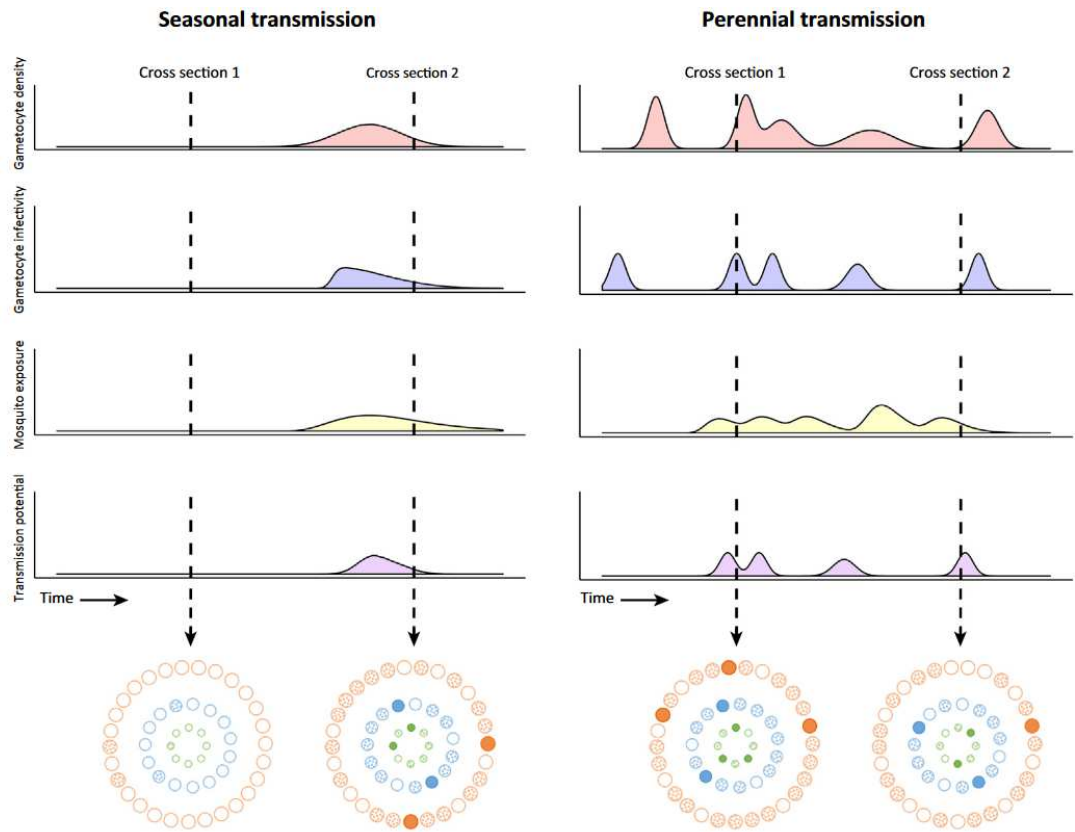 Seasonal transmission
Perennial transmission
Cross section 1
Cross section 2
Cross section 1
Cross section 2
Gametocyte density
Gametocyte infectivity
Mosquito exposure
Transmission potential
Time
Time